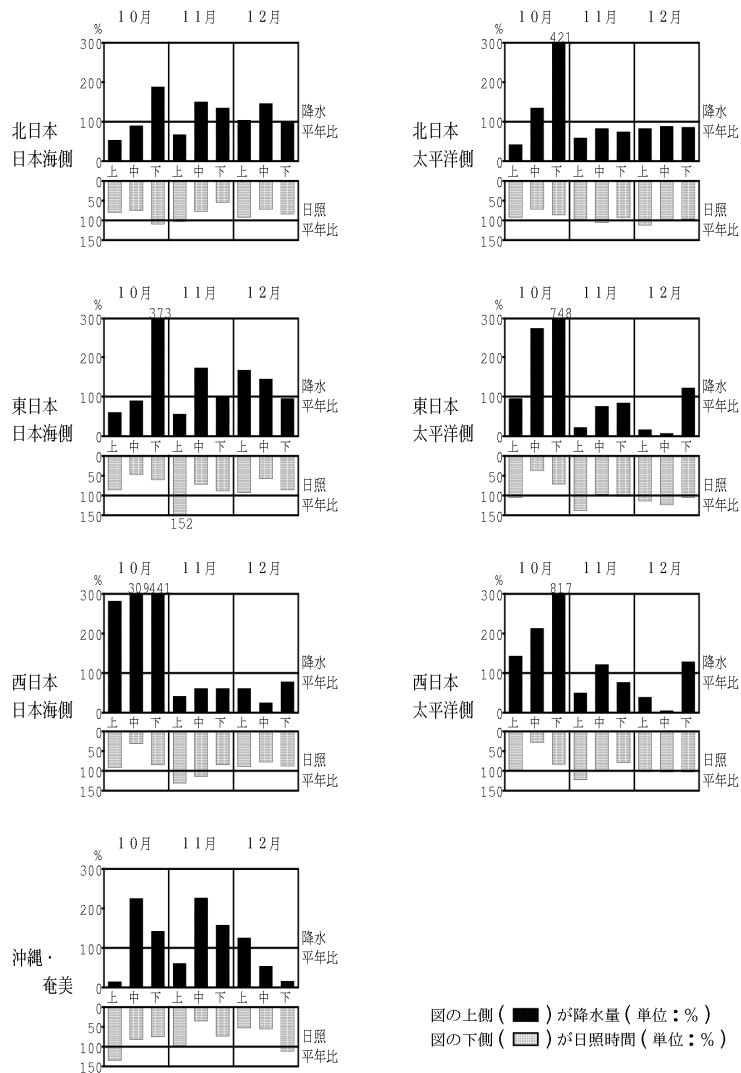 10月 11月 12月
%
300
200
100
0
北日本
日本海側
降水
平年比
上 中 下 上 中 下 上 中 下
0
50
100
150
日照
平年比
10月 11月 12月
%
421
300
200
100
0
北日本
太平洋側
降水
平年比
上 中 下 上 中 下 上 中 下
0
50
100
150
日照
平年比
10月 11月 12月
%
373
300
200
100
0
東日本
日本海側
降水
平年比
上 中 下 上 中 下 上 中 下
0
50
100
150
152
日照
平年比
10月 11月 12月
%
748
300
200
100
0
東日本
太平洋側
降水
平年比
上 中 下 上 中 下 上 中 下
0
50
100
150
日照
平年比
10月 11月 12月
%
309 441
300
200
100
0
西日本
日本海側
降水
平年比
上 中 下 上 中 下 上 中 下
0
50
100
150
日照
平年比
10月 11月 12月
%
817
300
200
100
0
西日本
太平洋側
降水
平年比
上 中 下 上 中 下 上 中 下
0
50
100
150
日照
平年比
10月 11月 12月
%
300
200
100
0
沖縄・
奄美
降水
平年比
上 中 下 上 中 下 上 中 下
0
50
100
150
日照
平年比
図の上側( )が降水量(単位:%)
図の下側( )が日照時間(単位:%)